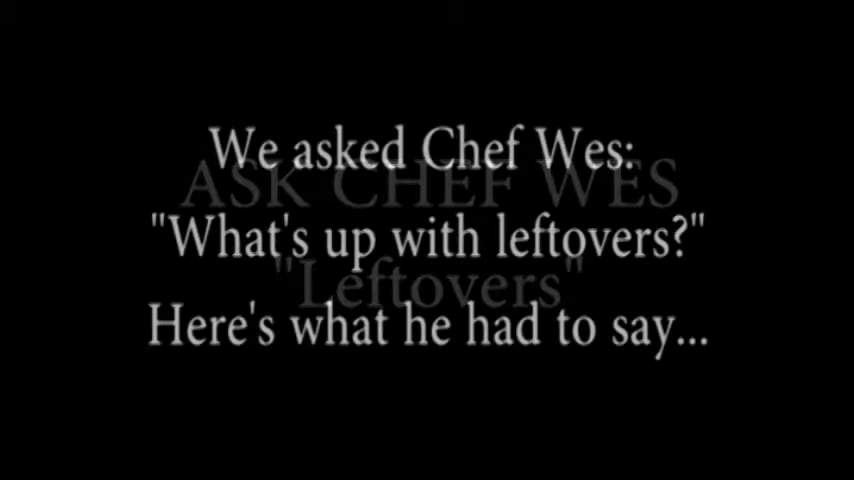 We asked Chef Wes:
ASK CHEF WES
"What's up with leftovers?"
"Leftovers"
Here's what he had to say...